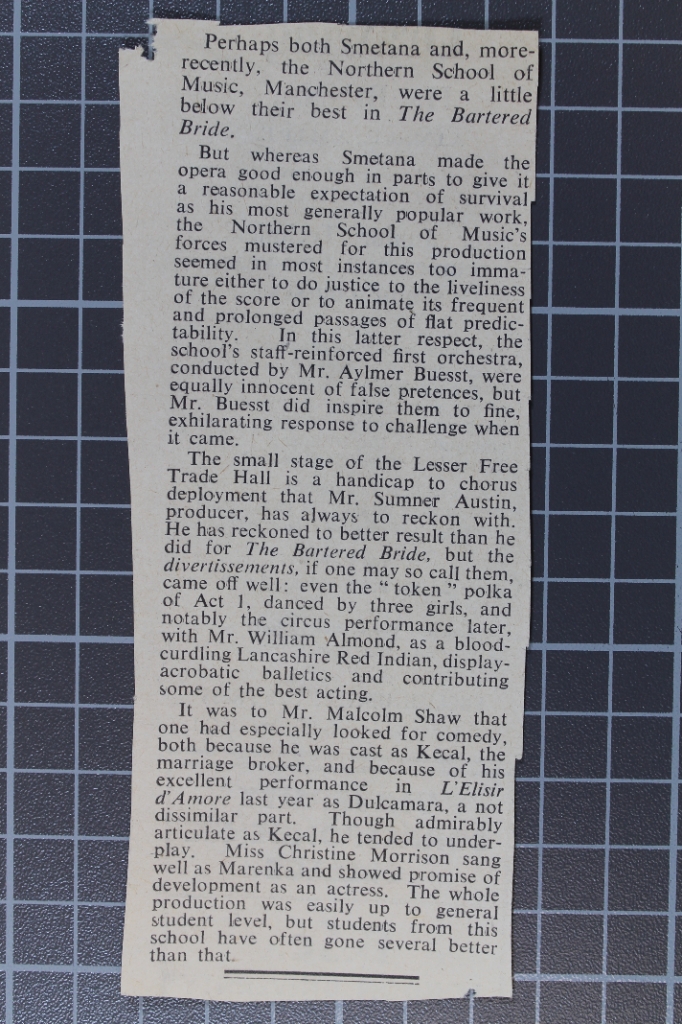 Perhaps both Smetana and, more-
recently, the Northern School of
Music, Manchester, were a little
below their best in The Bartered
Bride.
But whereas Smetana made the
opera good enough in parts to give it
a reasonable expectation of survival
as his most generally popular work,
the Northern School of Music's
forces mustered for this production
seemed in most instances too imma-
ture either to do justice to the liveliness
of the score or to animate its frequent
and prolonged passages of flat predic-
tability. In this latter respect, the
school's staff-reinforced first orchestra,
conducted by Mr. Aylmer Buesst, were
equally innocent of false pretences, but
Mr. Buesst did inspire them to fine,
exhilarating response to challenge when
it came.
The small stage of the Lesser Free
Trade Hall is a handicap to chorus
deployment that Mr. Sumner Austin,
producer, has always to reckon with.
He has reckoned to better result than he
did for The Bartered Bride, but the
divertissements, if one may so call them,
came off well: even the "token" polka
of Act 1, danced by three girls, and
notably the circus performance later,
with Mr. William Almond, as a blood-
curdling Lancashire Red Indian, display-
acrobatic balletics and contributing
some of the best acting.
It was to Mr. Malcolm Shaw that
one had especially looked for comedy,
both because he was cast as Kecal, the
marriage broker, and because of his
excellent performance in L'Elisir
d'Amore last year as Dulcamara, a not
dissimilar part. Though admirably
articulate as Kecal, he tended to under-
play. Miss Christine Morrison sang
well as Marenka and showed promise of
development as an actress. The whole
production was easily up to general
student level, but students from this
school have often gone several better
than that.